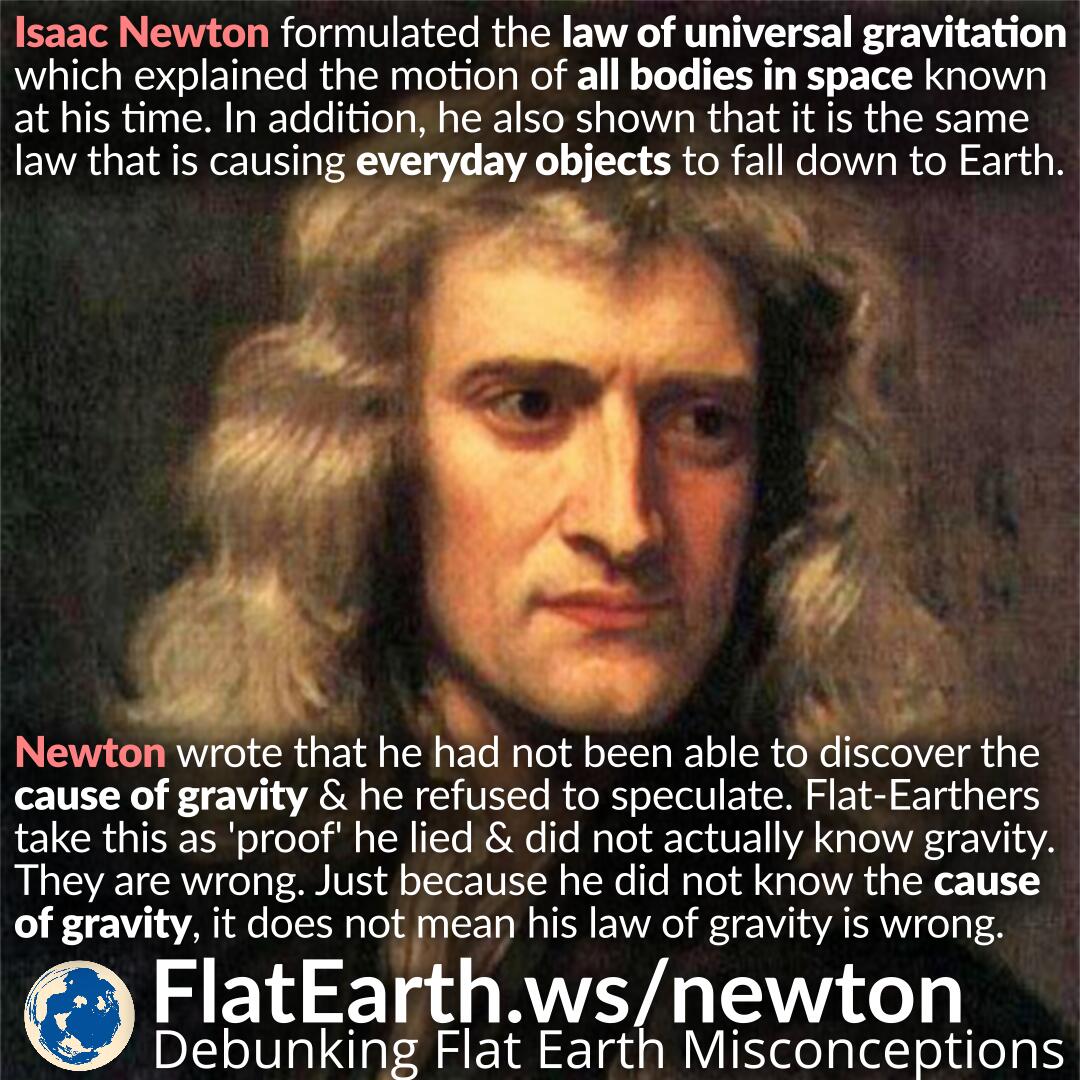 Isaac Newton formulated the law of universal gravitation
which explained the motion of all bodies in space known
at his time. In addition, he also shown that it is the same
law that is causing everyday objects to fall down to Earth.
Newton wrote that he had not been able to discover the
cause of gravity & he refused to speculate. Flat-Earthers
take this as 'proof' he lied & did not actually know gravity.
They are wrong. Just because he did not know the cause
of gravity, it does not mean his law of gravity is wrong.
FlatEarth.ws/newton
Debunking Flat Earth Misconceptions